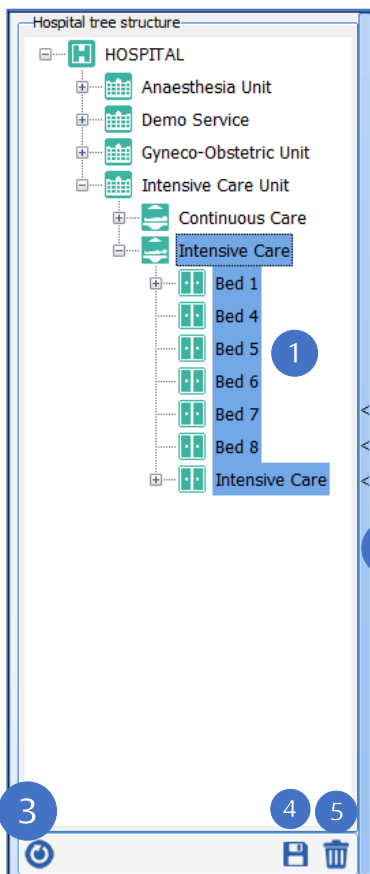 Hospital tree structure
HOSPITAL
Anaesthesia Unit
Demo Service
Gyneco-Obstetric Unit
Intensive Care Unit
Continuous Care
Intensive Care
Bed 1
Bed 4
Bed 5
1
Bed 6
Bed 7
<
Bed 8
<
Intensive Care
<
3
4
5